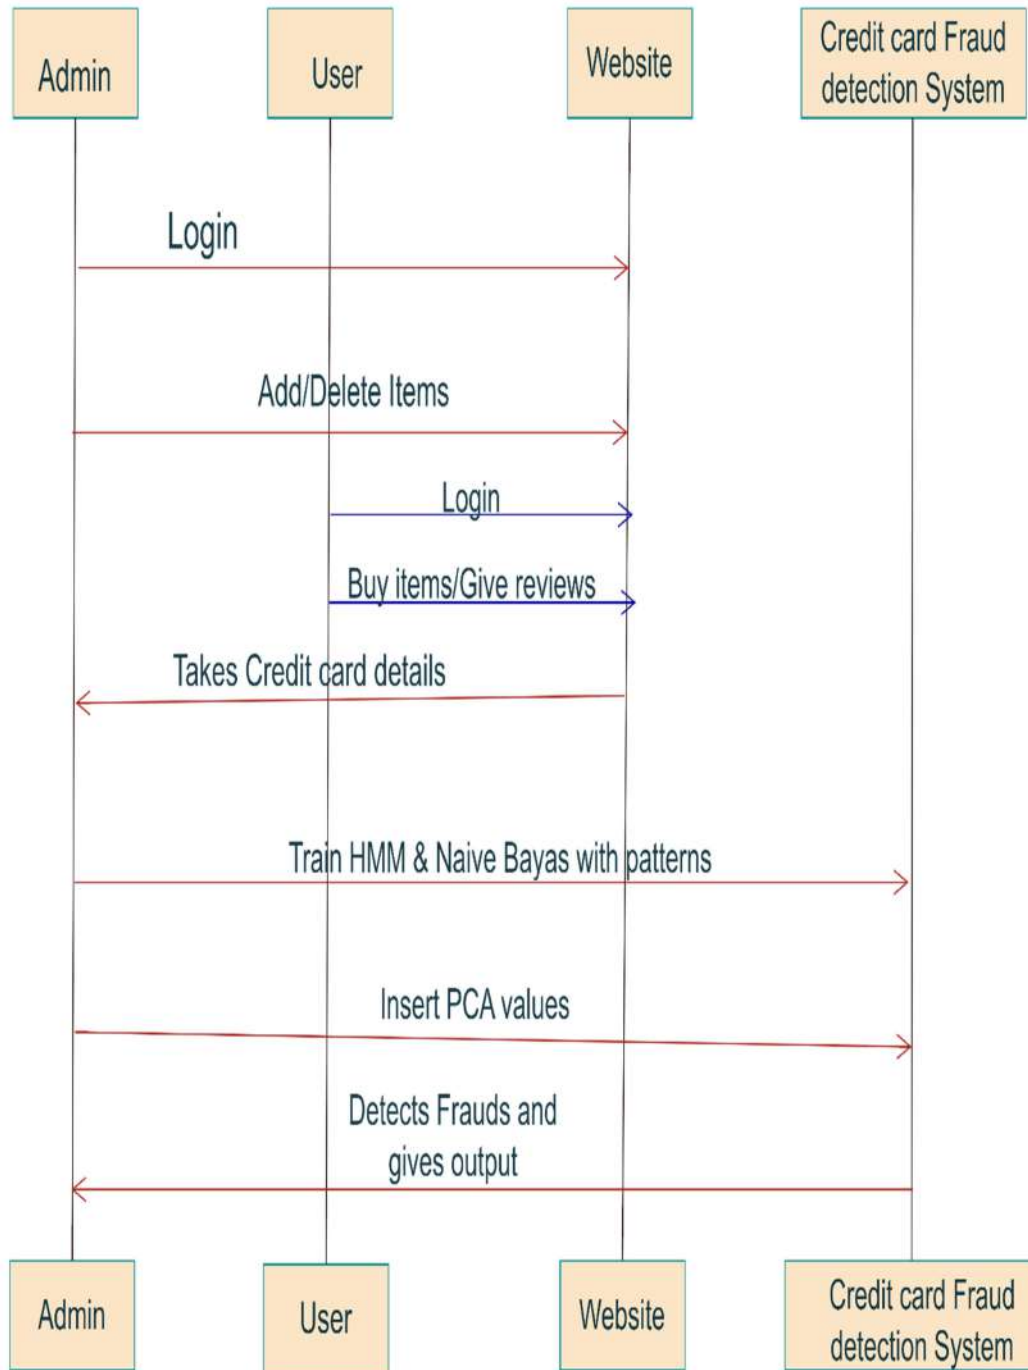 Admin
User
Website
Credit card Fraud
detection System
Login
Add/Delete Items
Login
Buy items/Give reviews
Takes Credit card details
Train HMM & Naive Bayas with patterns
Insert PCA values
Detects Frauds and
gives output
Admin
User
Website
Credit card Fraud
detection System